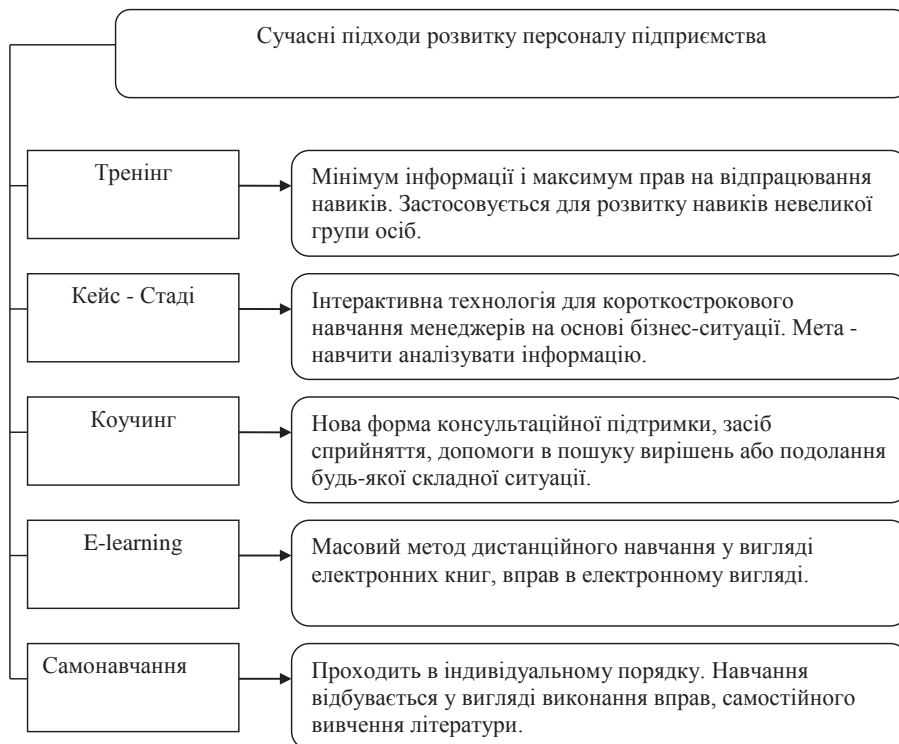 Сучасні підходи розвитку персоналу підприємства
Тренінг
Мінімум інформації і максимум прав на відпрацювання
навиків. Застосовується для розвитку навиків невеликої
групи осіб.
Кейс - Стаді
Інтерактивна технологія для короткострокового
навчання менеджерів на основі бізнес-ситуації. Мета -
навчити аналізувати інформацію.
Коучинг
Нова форма консультаційної підтримки, засіб
сприйняття, допомоги в пошуку вирішень або подолання
будь-якої складної ситуації.
E-learning
Масовий метод дистанційного навчання у вигляді
електронних книг, вправ в електронному вигляді.
Самонавчання
Проходить в індивідуальному порядку. Навчання
відбувається у вигляді виконання вправ, самостійного
вивчення літератури.